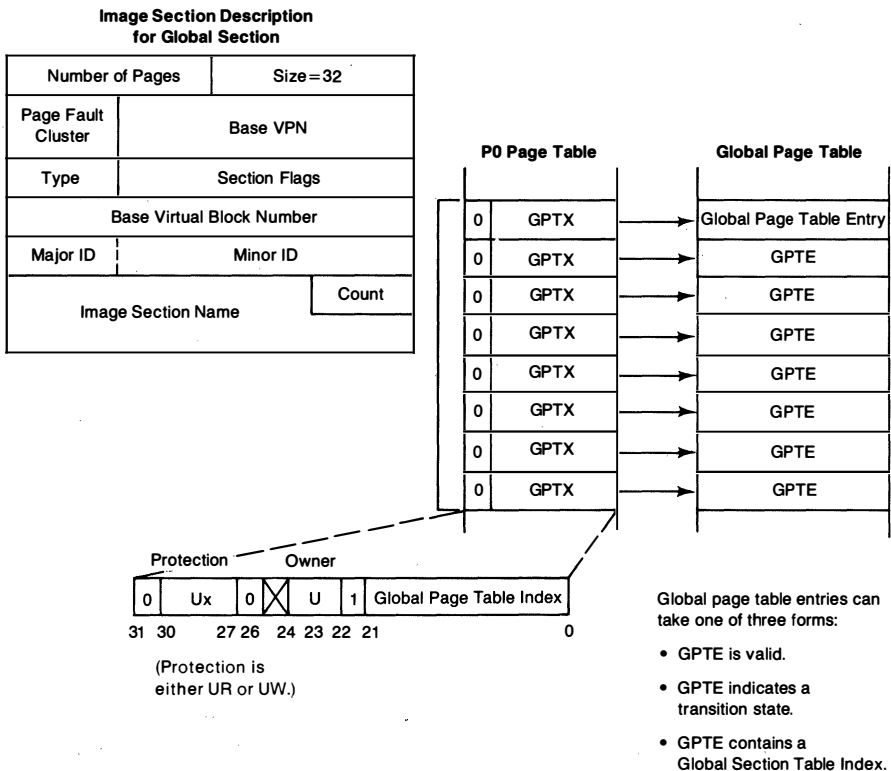 Image Section Description
for Global Section
Number of Pages
Size=32
Page Fault
Cluster
Base VPN
Type
Section Flags
Base Virtual Block Number
Major ID
Minor ID
Image Section Name
Count
P0 Page Table
Global Page Table
0 GPTX Global Page Table Entry
0 GPTX GPTE
0 GPTX GPTE
0 GPTX GPTE
0 GPTX GPTE
0 GPTX GPTE
0 GPTX GPTE
0 GPTX GPTE
Protection Owner
0 Ux 0 U 1 Global Page Table Index
31 30 27 26 24 23 22 21 0
(Protection is
either UR or UW.)
Global page table entries can
take one of three forms:
• GPTE is valid.
• GPTE indicates a
transition state.
• GPTE contains a
Global Section Table Index.